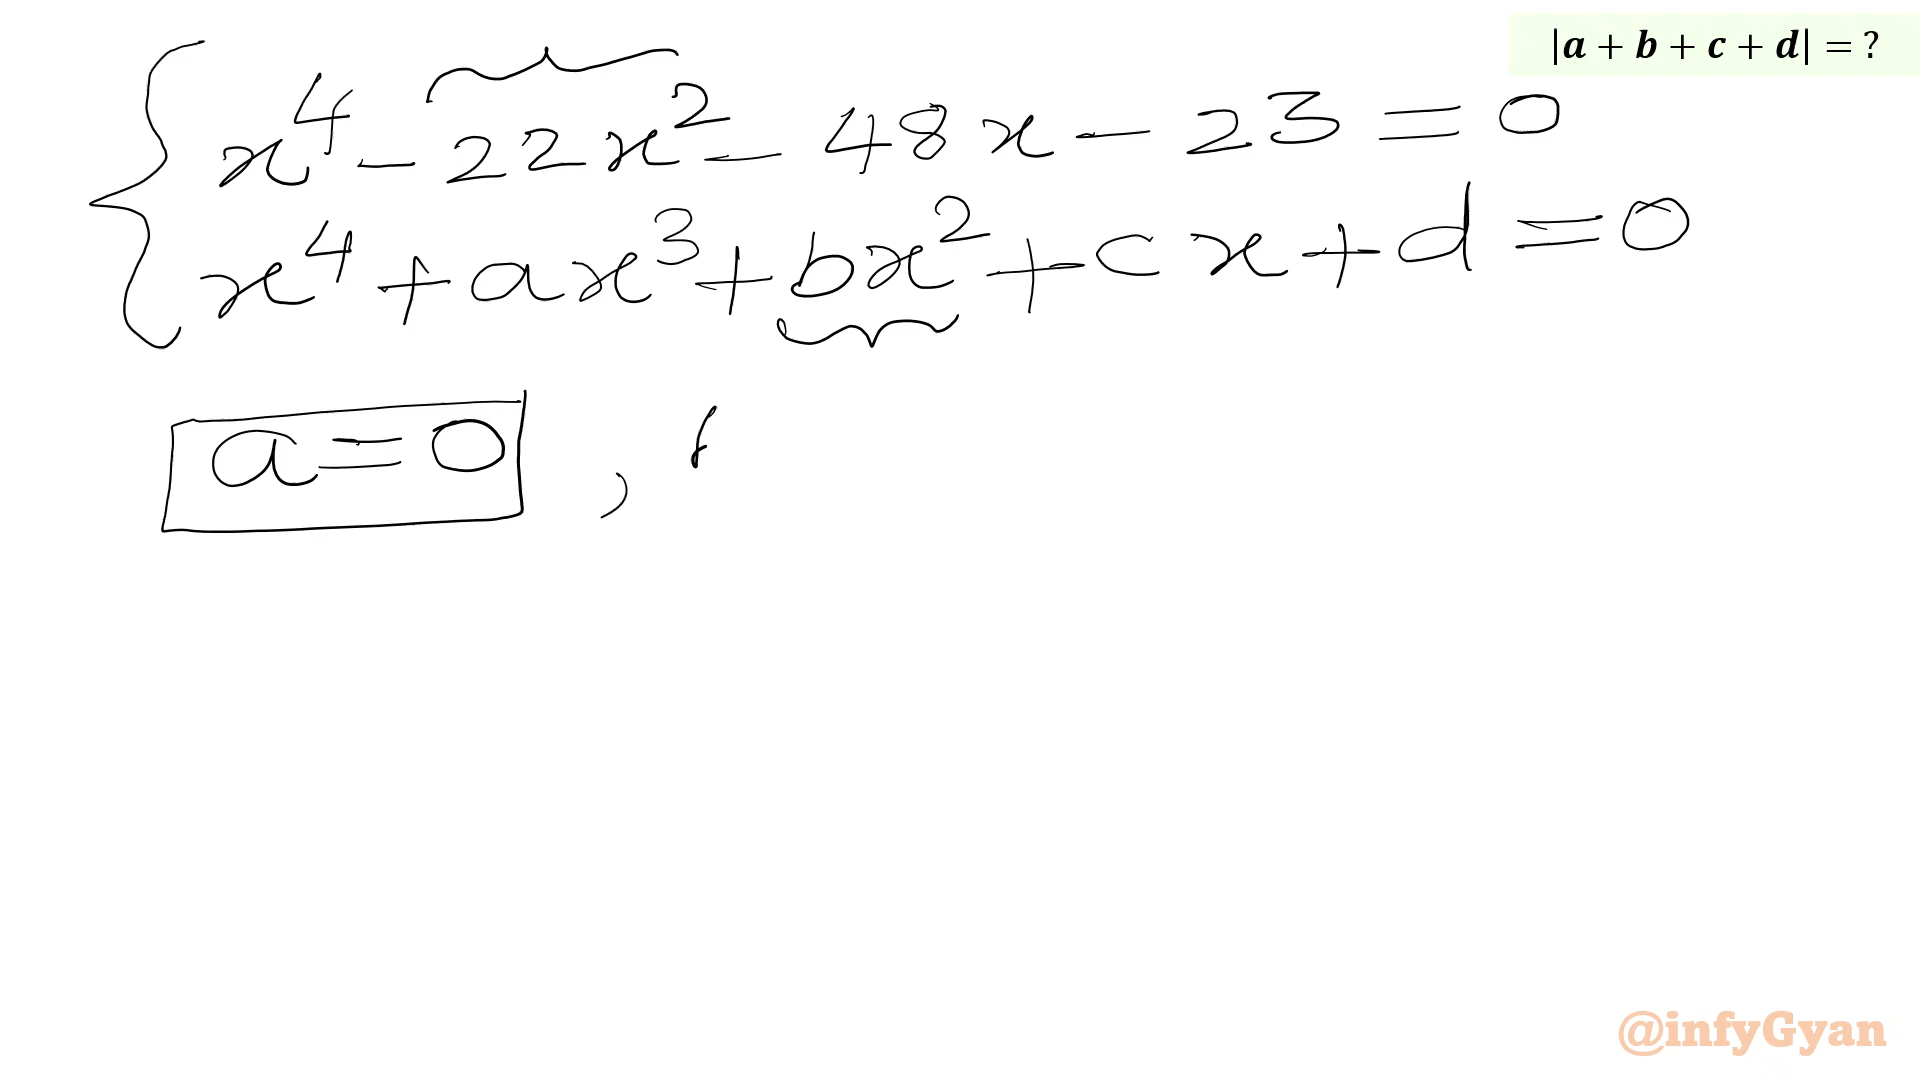 |a + b + c + d| = ?
x⁴ - 22x² - 48x - 23 = 0
x⁴ + ax³ + bx² + cx + d = 0
a = 0 ,
@infyGyan